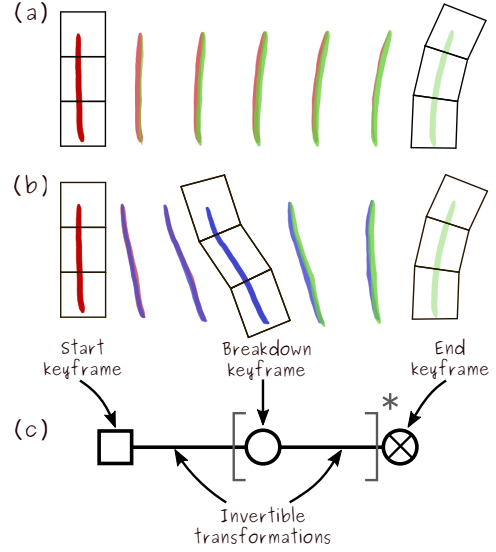 (a)
(b)
Start
keyframe
Breakdown
keyframe
End
keyframe
(c)
*
Invertible
transformations